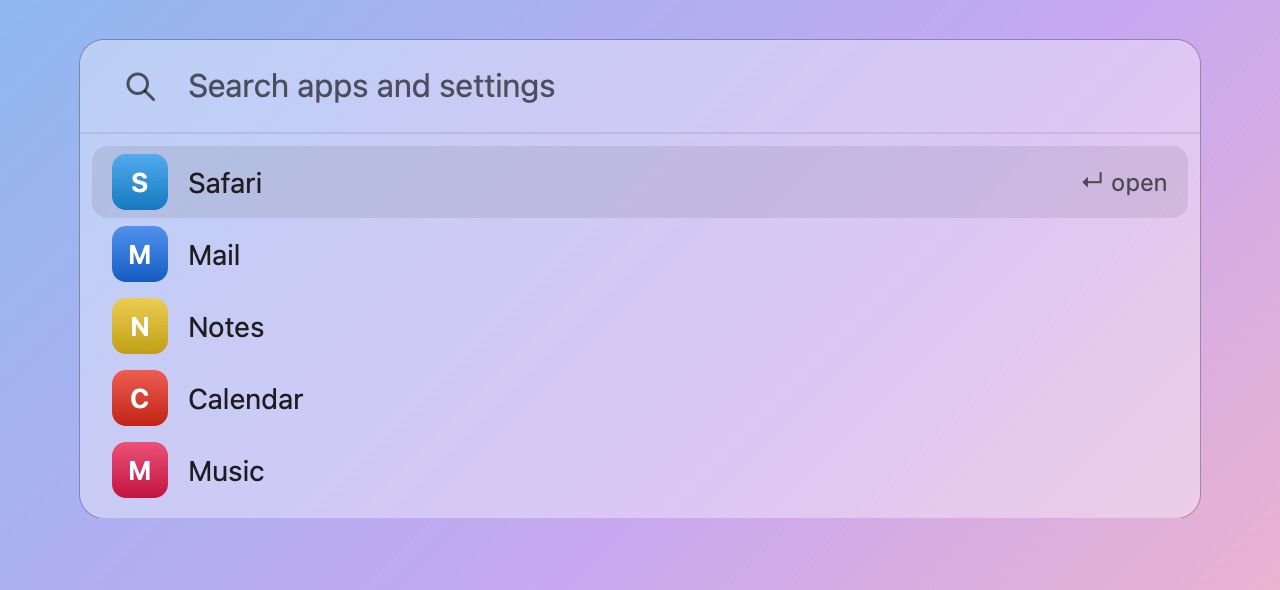 Search apps and settings
S Safari ↵ open
M Mail
N Notes
C Calendar
M Music